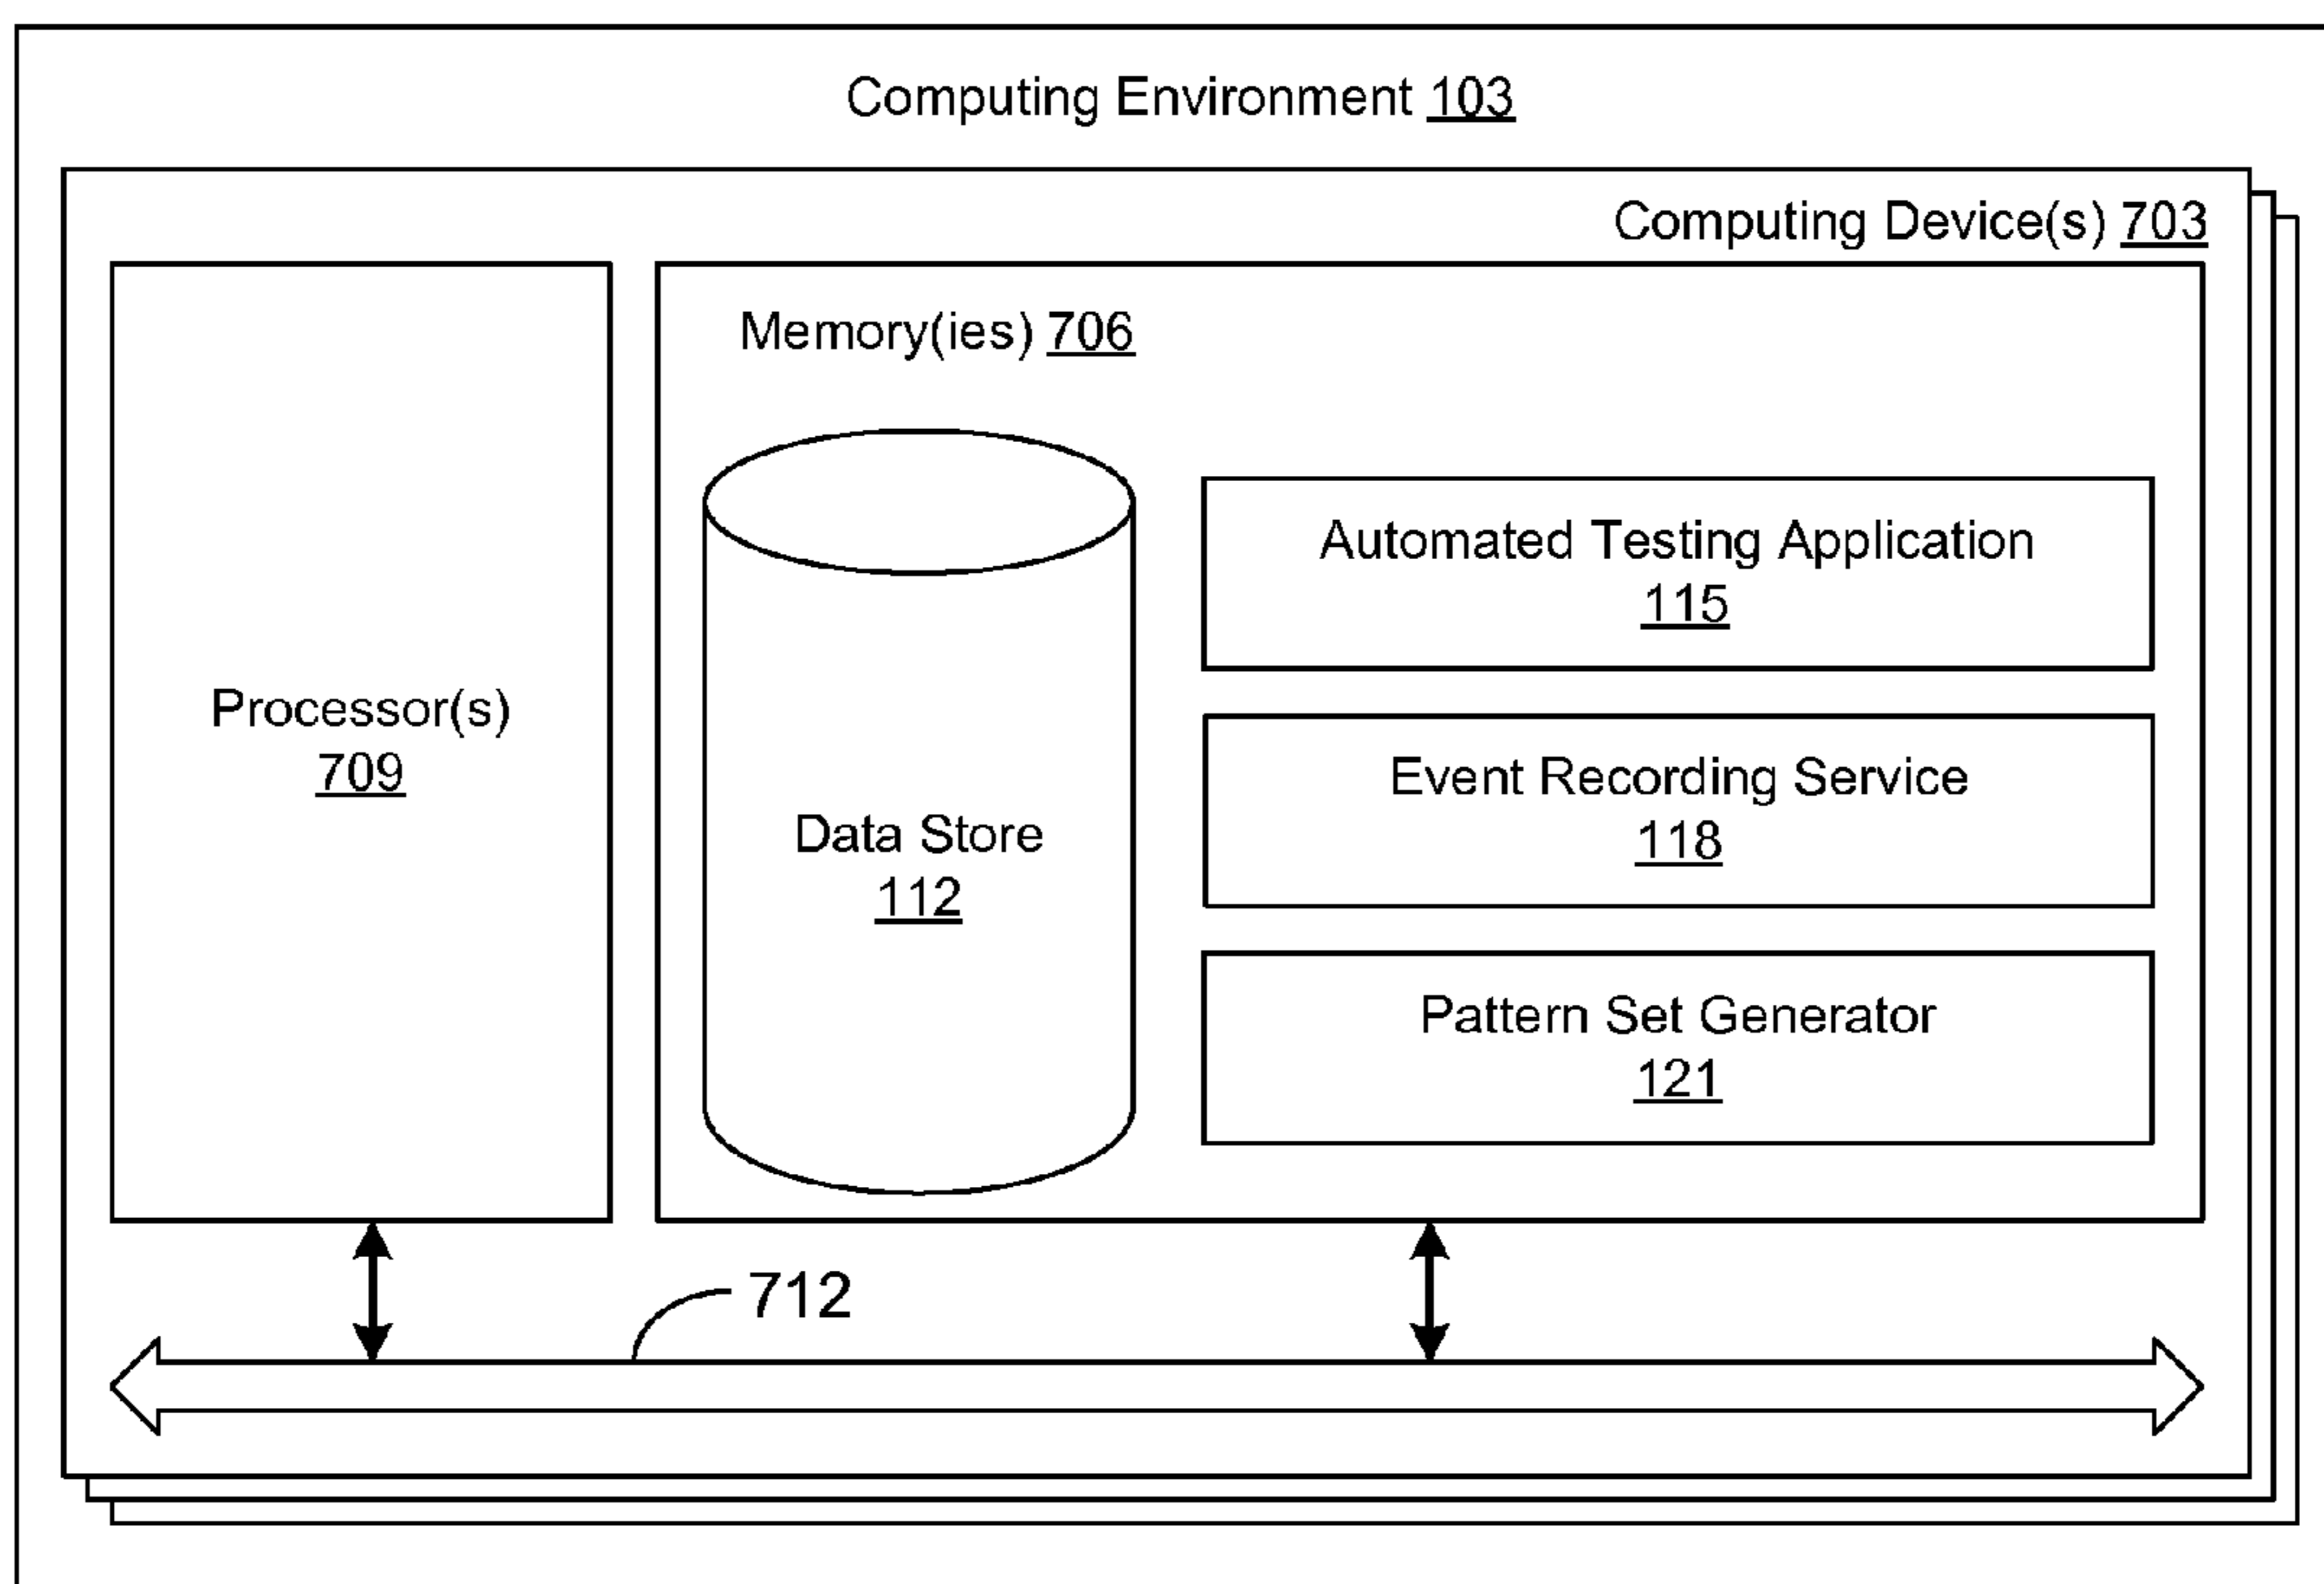 Computing Environment 103
Computing Device(s) 703
Memory(ies) 706
Processor(s)
709
Data Store
112
Automated Testing Application
115
Event Recording Service
118
Pattern Set Generator
121
712